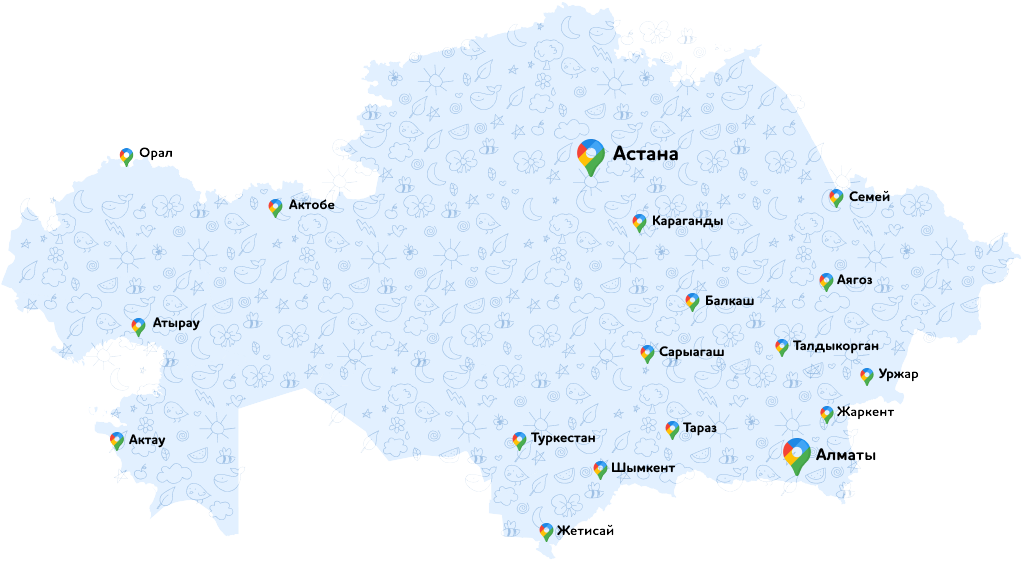 Орал
Астана
Актобе
Семей
Караганды
Аягоз
Балкаш
Атырау
Талдыкорган
Сарыагаш
Уржар
Жаркент
Тараз
Туркестан
Актау
Алматы
Шымкент
Жетисай